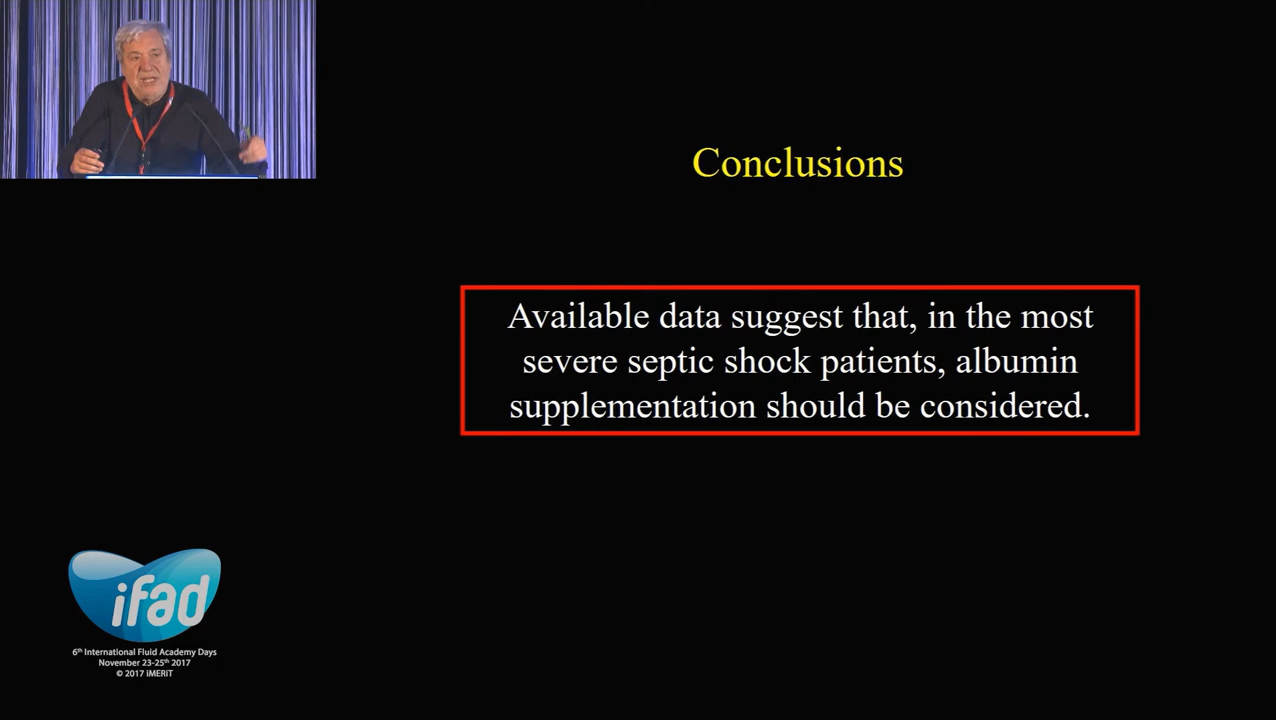 Conclusions
Available data suggest that, in the most
severe septic shock patients, albumin
supplementation should be considered.
ifad
6th International Fluid Academy Days
November 23-25th 2017
© 2017 iMERiT